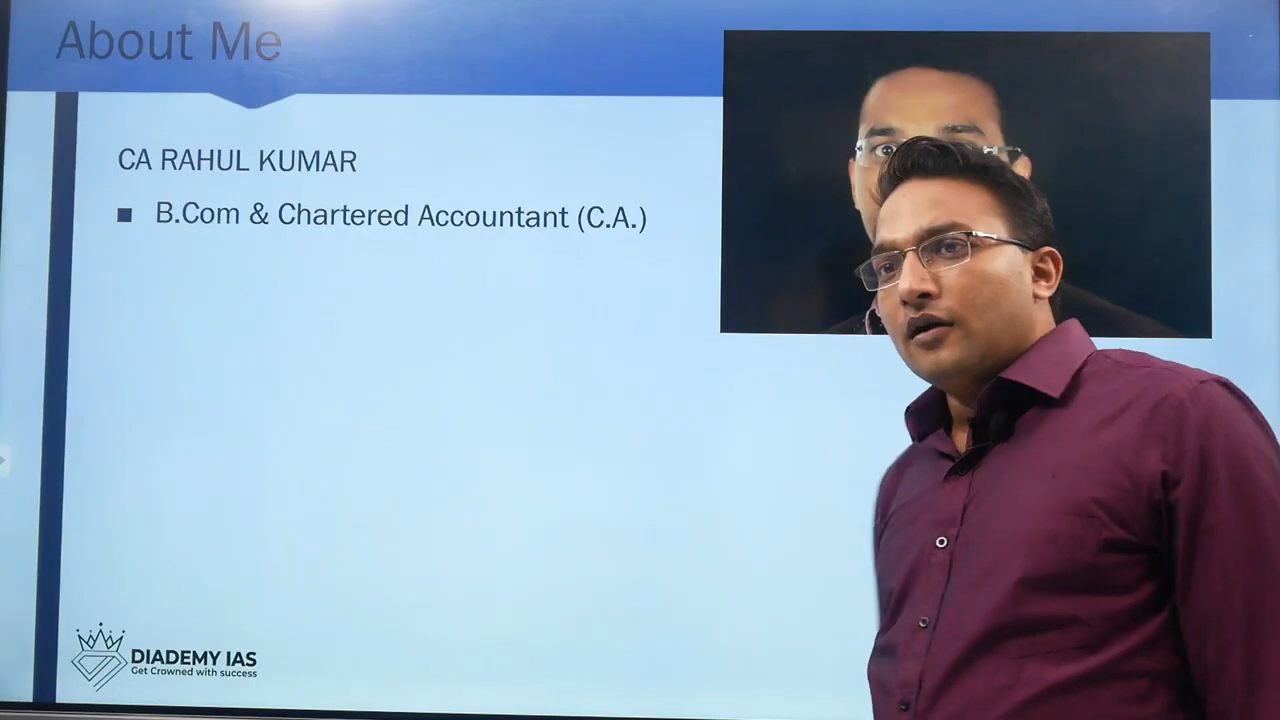 About Me
CA RAHUL KUMAR
B.Com & Chartered Accountant (C.A.)
DIADEMY IAS
Get Crowned with success